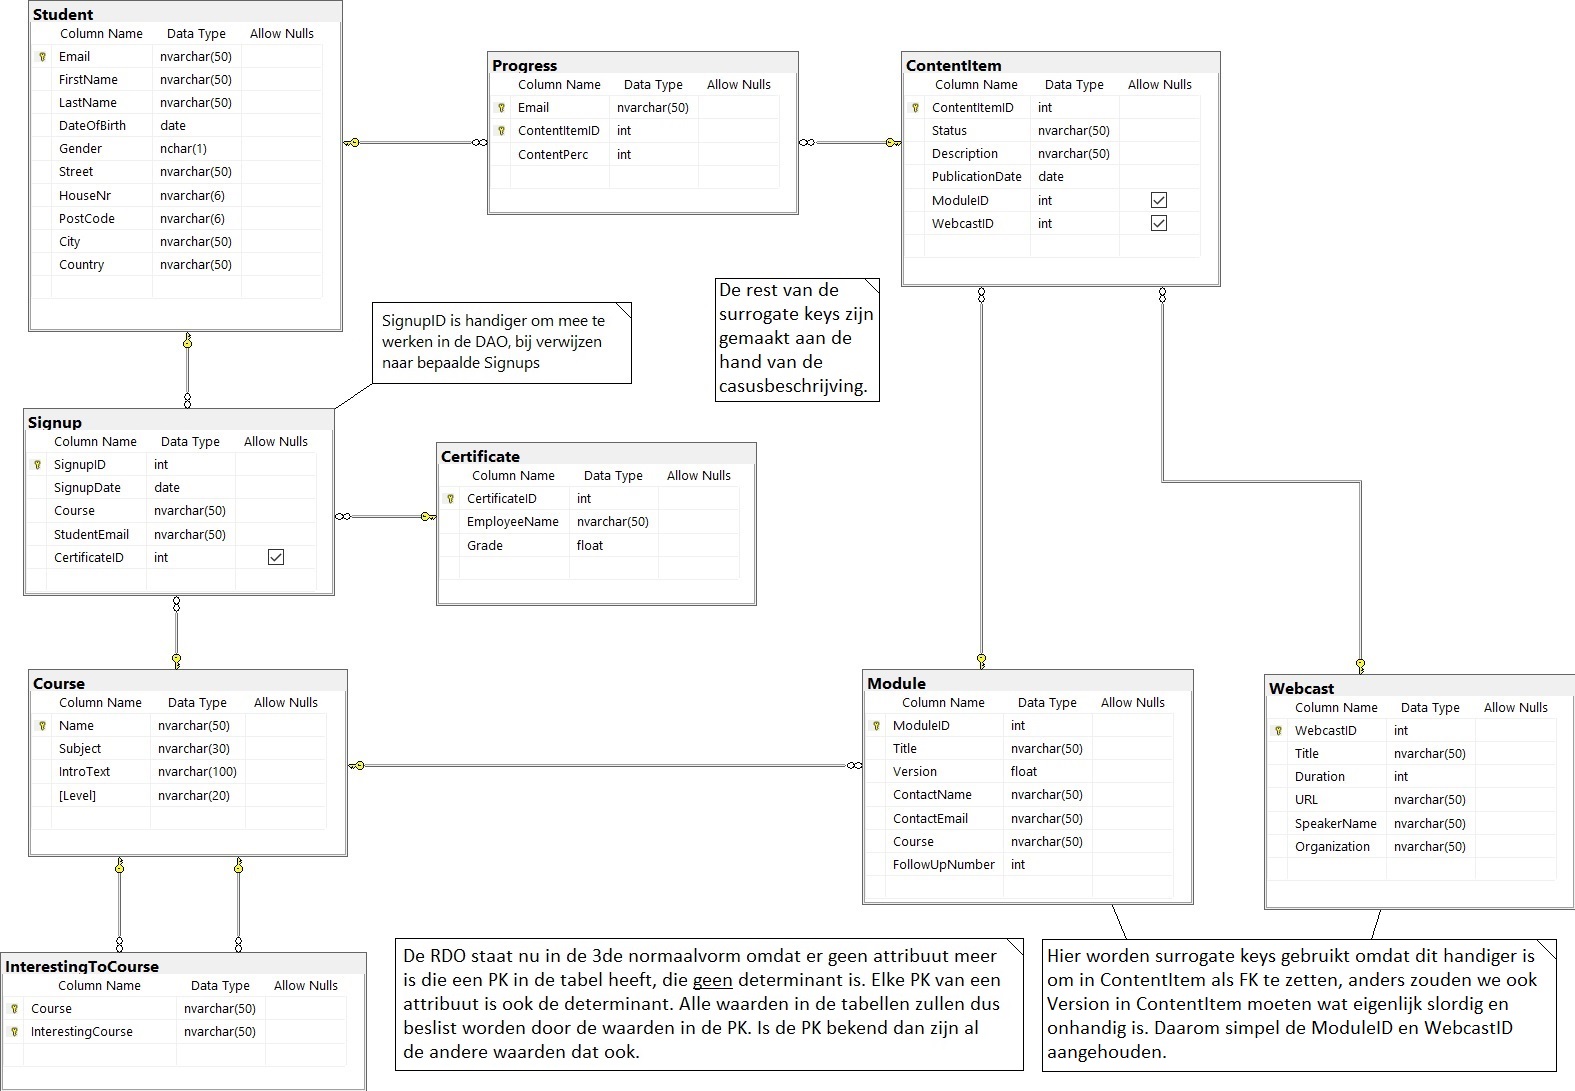 Student
Column Name Data Type Allow Nulls
Email nvarchar(50)
FirstName nvarchar(50)
LastName nvarchar(50)
DateOfBirth date
Gender nchar(1)
Street nvarchar(50)
HouseNr nvarchar(6)
PostCode nvarchar(6)
City nvarchar(50)
Country nvarchar(50)
Progress
Column Name Data Type Allow Nulls
Email nvarchar(50)
ContentItemID int
ContentPerc int
ContentItem
Column Name Data Type Allow Nulls
ContentItemID int
Status nvarchar(50)
Description nvarchar(50)
PublicationDate date
ModuleID int
WebcastID int
SignupID is handiger om mee te
werken in de DAO, bij verwijzen
naar bepaalde Signups
De rest van de
surrogate keys zijn
gemaakt aan de
hand van de
casusbeschrijving.
Signup
Column Name Data Type Allow Nulls
SignupID int
SignupDate date
Course nvarchar(50)
StudentEmail nvarchar(50)
CertificateID int
Certificate
Column Name Data Type Allow Nulls
CertificateID int
EmployeeName nvarchar(50)
Grade float
Course
Column Name Data Type Allow Nulls
Name nvarchar(50)
Subject nvarchar(30)
IntroText nvarchar(100)
[Level] nvarchar(20)
Module
Column Name Data Type Allow Nulls
ModuleID int
Title nvarchar(50)
Version float
ContactName nvarchar(50)
ContactEmail nvarchar(50)
Course nvarchar(50)
FollowUpNumber int
Webcast
Column Name Data Type Allow Nulls
WebcastID int
Title nvarchar(50)
Duration int
URL nvarchar(50)
SpeakerName nvarchar(50)
Organization nvarchar(50)
InterestingToCourse
Column Name Data Type Allow Nulls
Course nvarchar(50)
InterestingCourse nvarchar(50)
De RDO staat nu in de 3de normaalvorm omdat er geen attribuut meer
is die een PK in de tabel heeft, die geen determinant is. Elke PK van een
attribuut is ook de determinant. Alle waarden in de tabellen zullen dus
beslist worden door de waarden in de PK. Is de PK bekend dan zijn al
de andere waarden dat ook.
Hier worden surrogate keys gebruikt omdat dit handiger is
om in ContentItem als FK te zetten, anders zouden we ook
Version in ContentItem moeten wat eigenlijk slordig en
onhandig is. Daarom simpel de ModuleID en WebcastID
aangehouden.